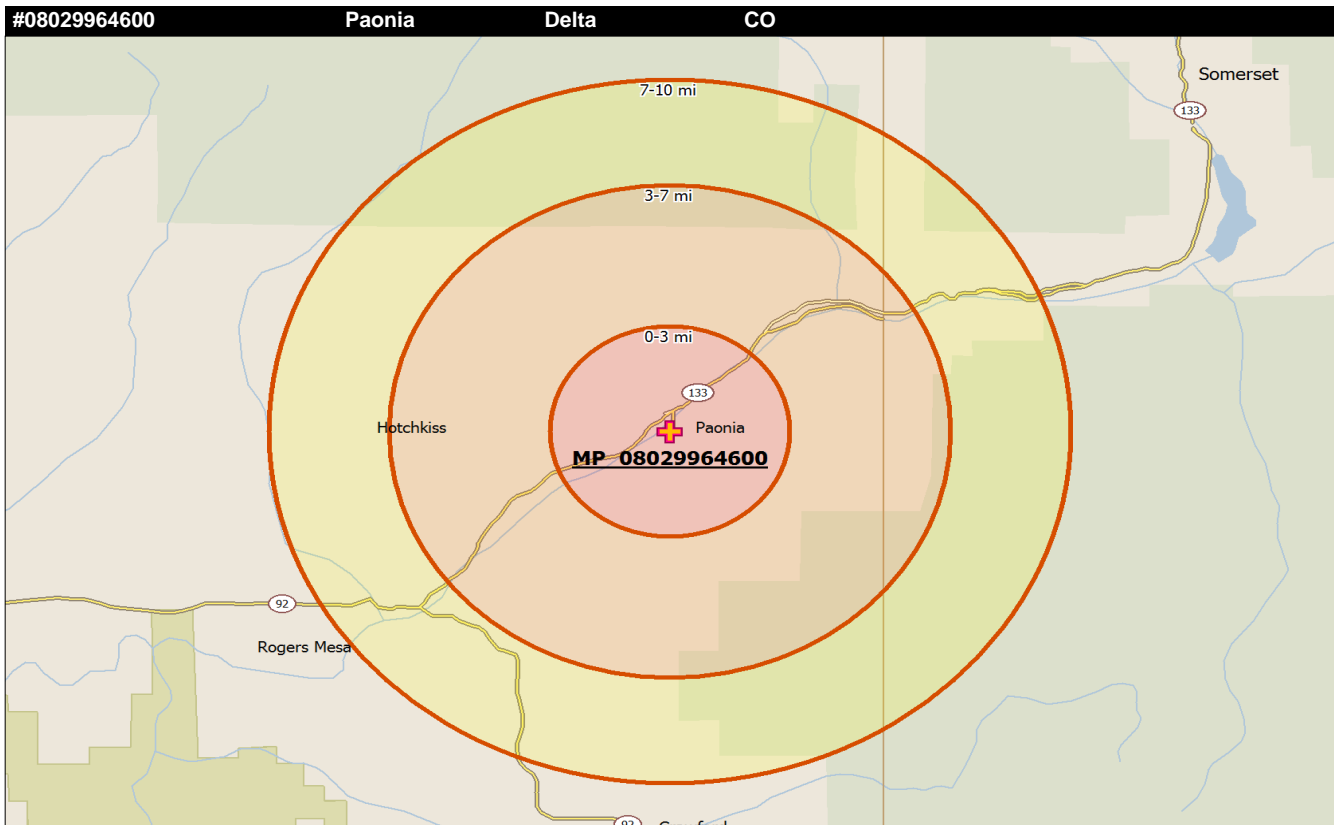 #08029964600 Paonia Delta CO
7-10 mi
Somerset
133
3-7 mi
0-3 mi
133
Hotchkiss
Paonia
MP 08029964600
92
Rogers Mesa